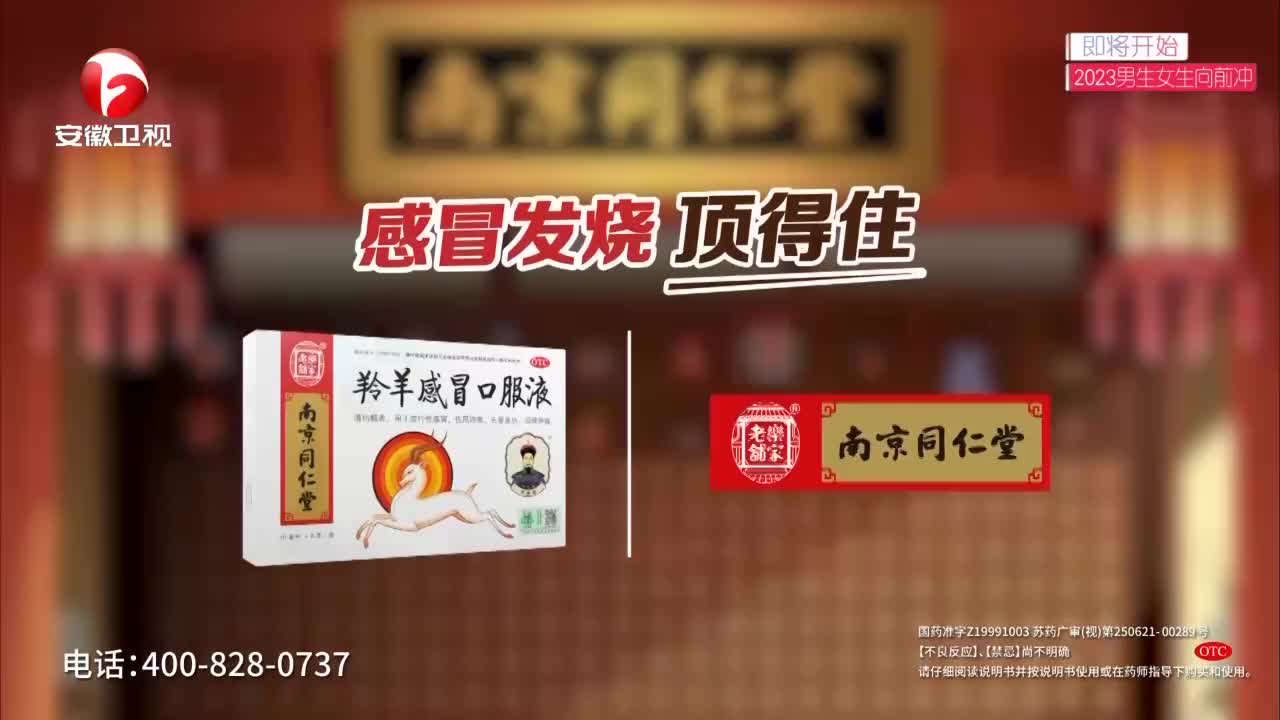 安徽卫视
即将开始
2023男生女生向前冲
南京同仁堂
感冒发烧 顶得住
老樂家舖
OTC
羚羊感冒口服液
南京同仁堂
老樂家舖
南京同仁堂
电话：400-828-0737
国药准字Z19991003 苏药广审(视)第250621-00289号
【不良反应】、【禁忌】尚不明确
OTC
请仔细阅读说明书并按说明书使用或在药师指导下购买和使用。